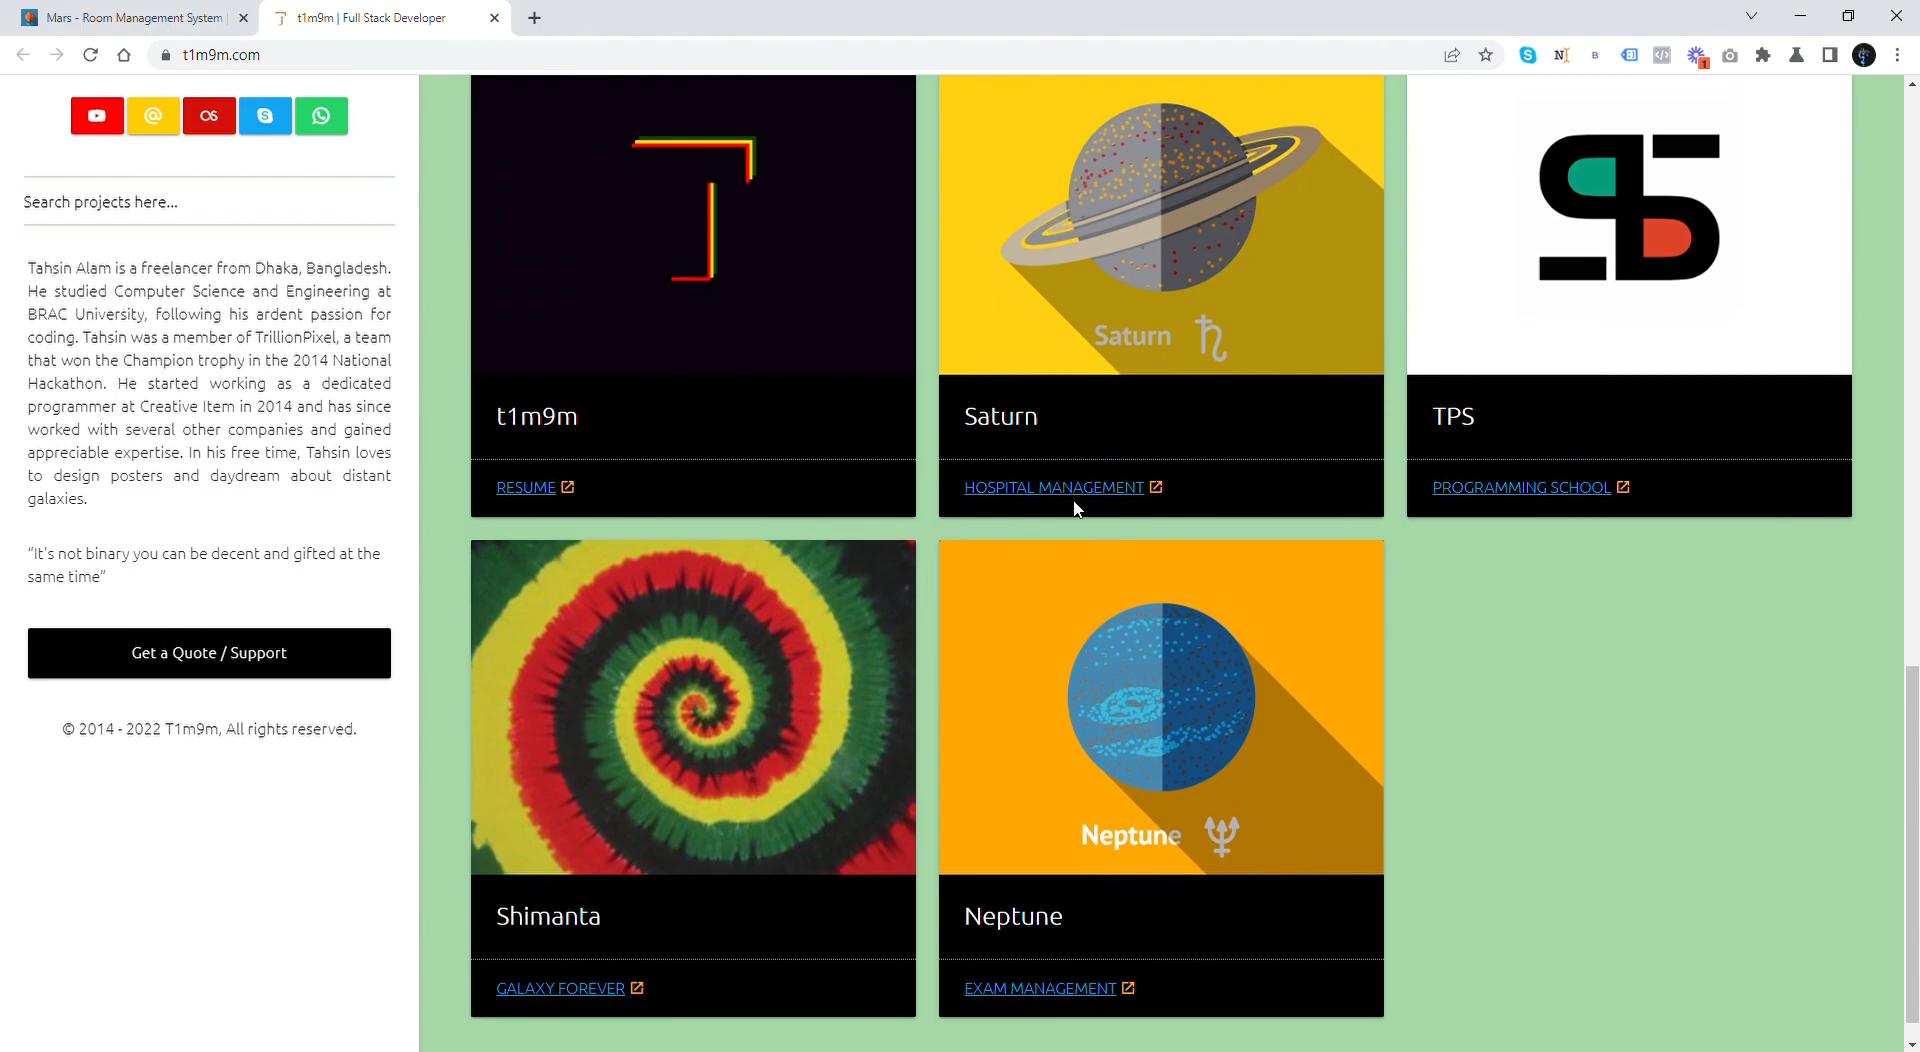 Mars - Room Management System |
t1m9m | Full Stack Developer
t1m9m.com
1
Search projects here...
Tahsin Alam is a freelancer from Dhaka, Bangladesh.
He studied Computer Science and Engineering at
BRAC University, following his ardent passion for
coding. Tahsin was a member of TrillionPixel, a team
that won the Champion trophy in the 2014 National
Hackathon. He started working as a dedicated
programmer at Creative Item in 2014 and has since
worked with several other companies and gained
appreciable expertise. In his free time, Tahsin loves
to design posters and daydream about distant
galaxies.
“It's not binary you can be decent and gifted at the
same time”
Get a Quote / Support
© 2014 - 2022 T1m9m, All rights reserved.
t1m9m
RESUME
Saturn
Saturn
HOSPITAL MANAGEMENT
TPS
PROGRAMMING SCHOOL
Shimanta
GALAXY FOREVER
Neptune
Neptune
EXAM MANAGEMENT